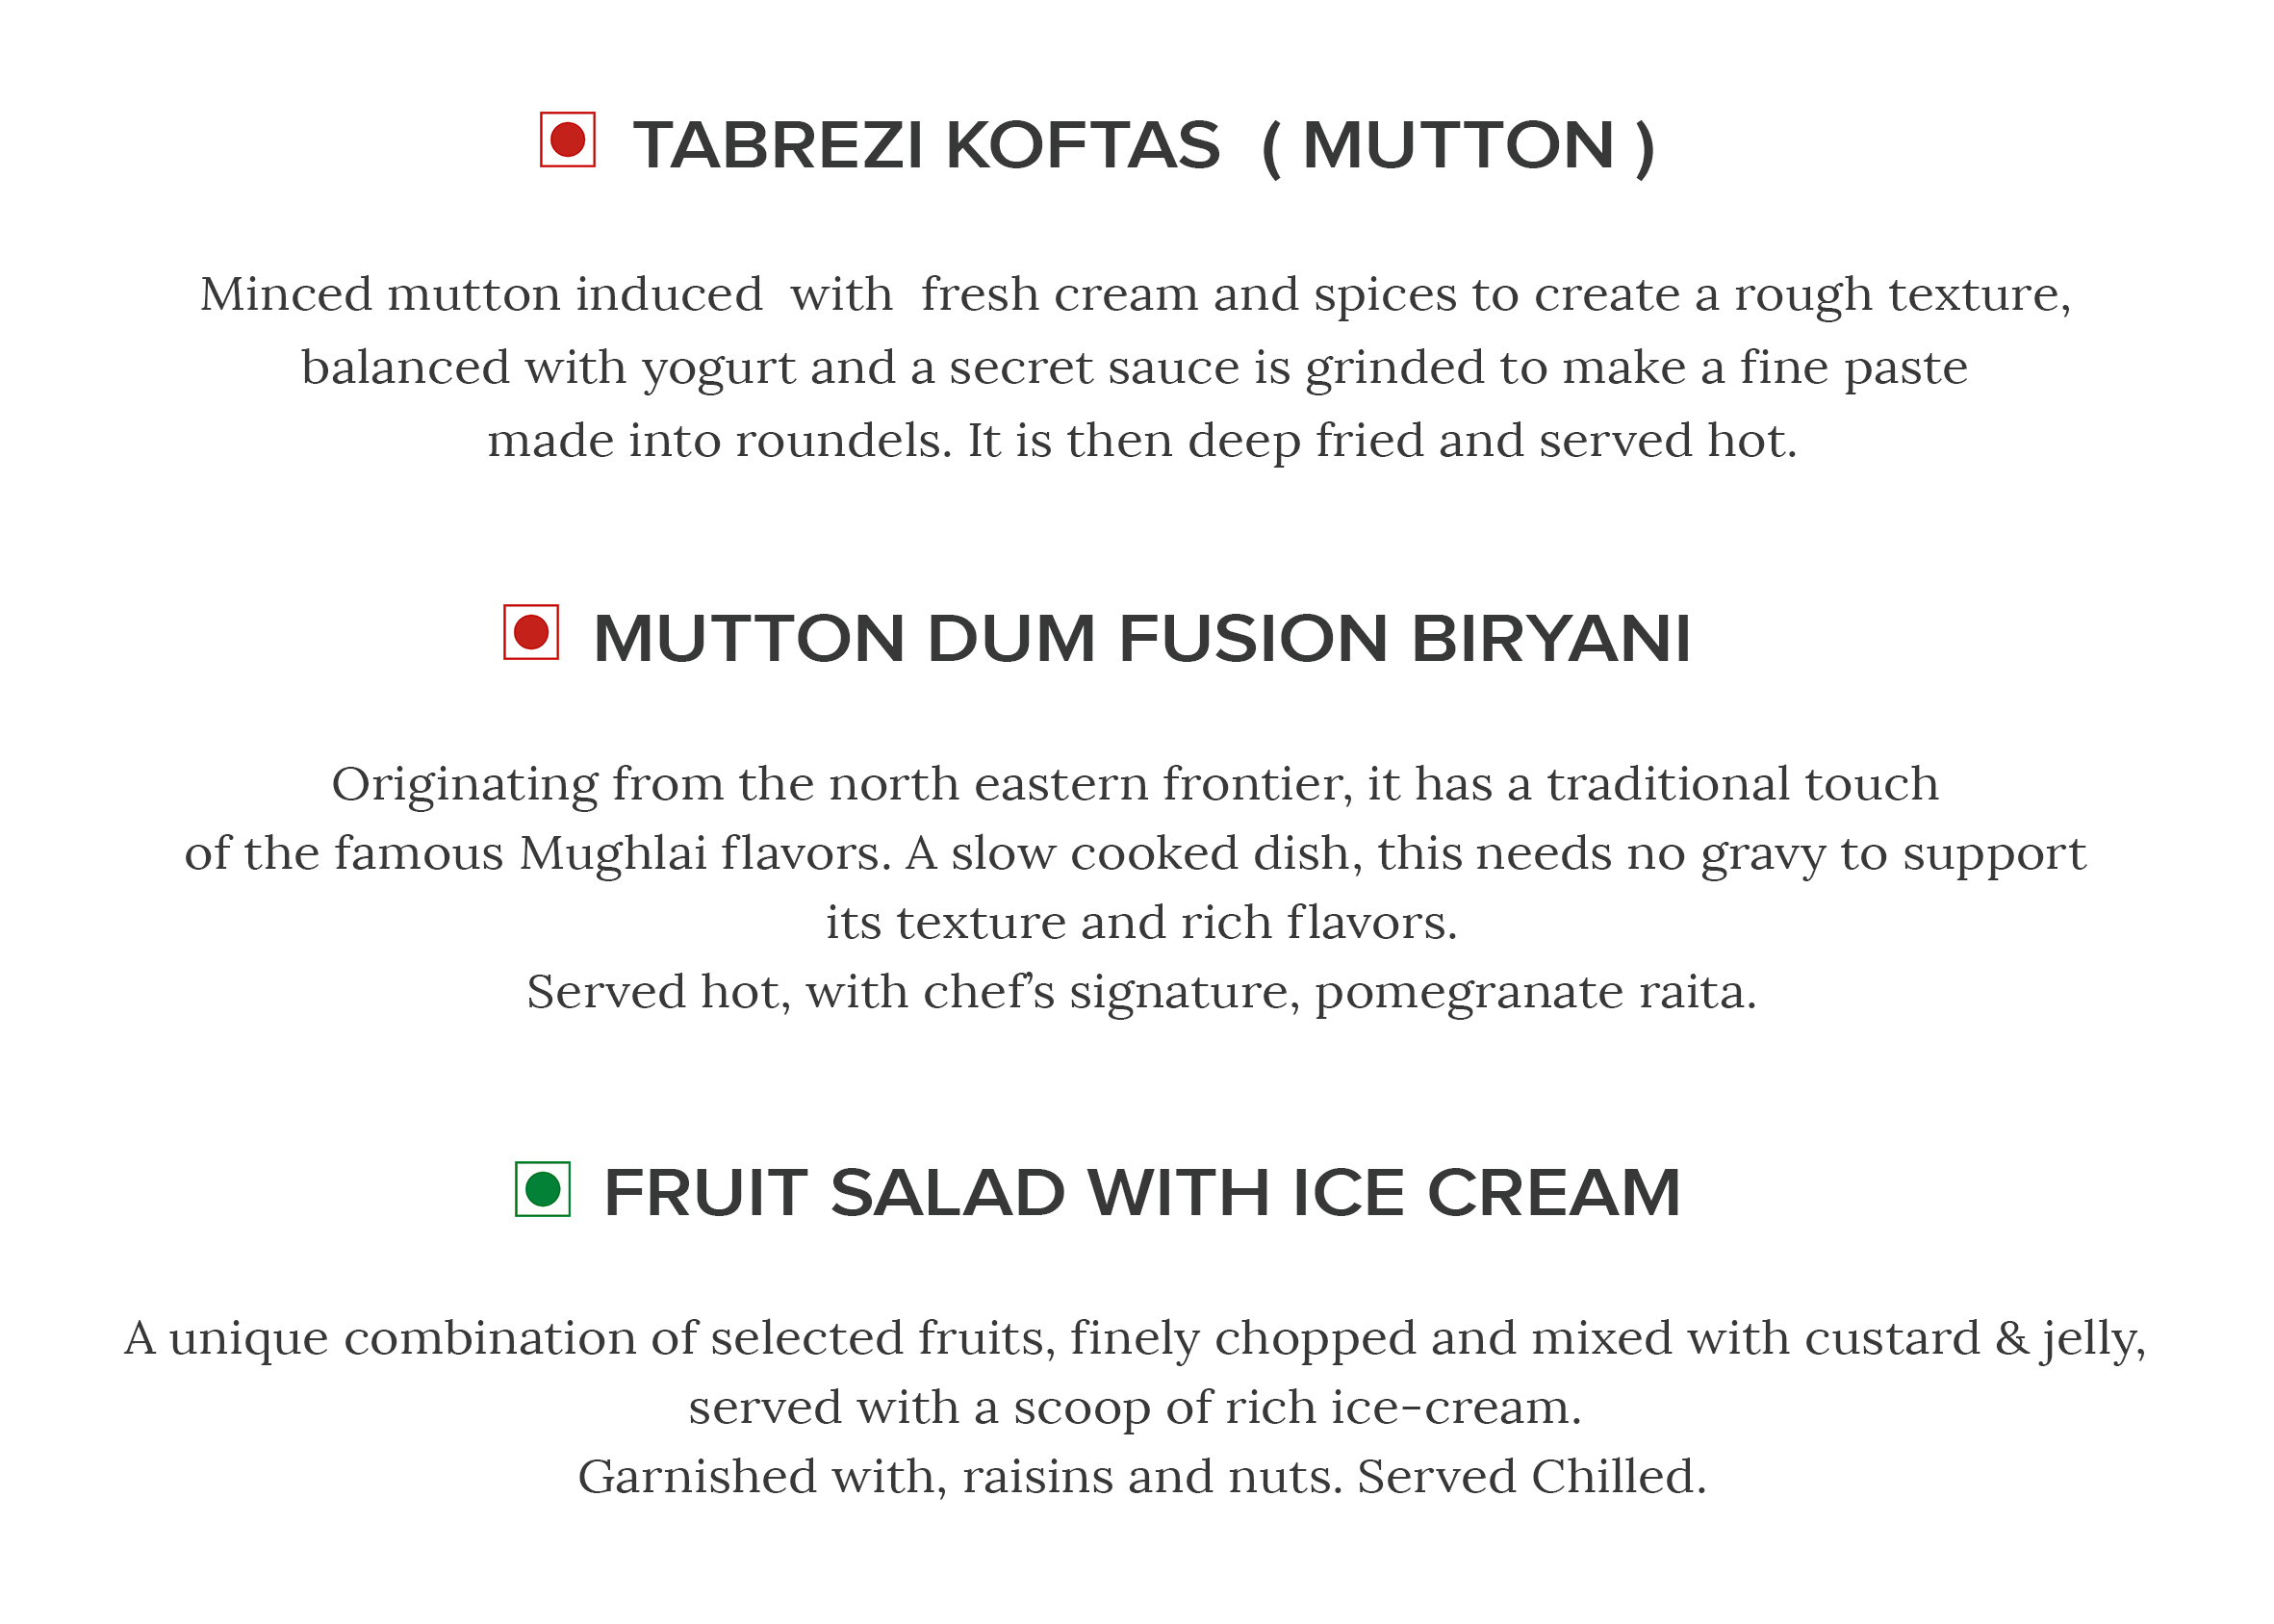 TABREZI KOFTAS ( MUTTON )
Minced mutton induced with fresh cream and spices to create a rough texture,
balanced with yogurt and a secret sauce is grinded to make a fine paste
made into roundels. It is then deep fried and served hot.
MUTTON DUM FUSION BIRYANI
Originating from the north eastern frontier, it has a traditional touch
of the famous Mughlai flavors. A slow cooked dish, this needs no gravy to support
its texture and rich flavors.
Served hot, with chef’s signature, pomegranate raita.
FRUIT SALAD WITH ICE CREAM
A unique combination of selected fruits, finely chopped and mixed with custard & jelly,
served with a scoop of rich ice-cream.
Garnished with, raisins and nuts. Served Chilled.